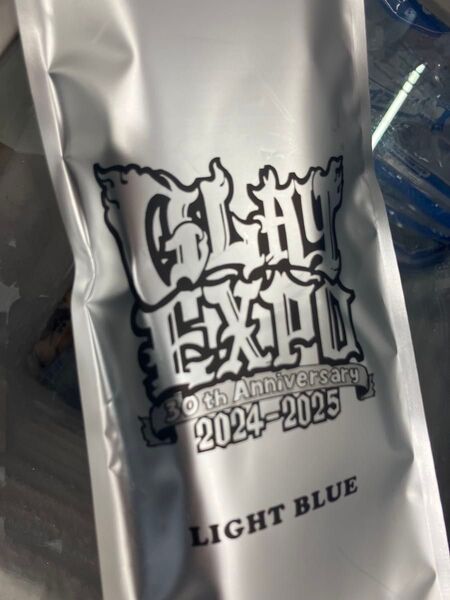 GLAY
EXPO
30th Anniversary
2024-2025
LIGHT BLUE